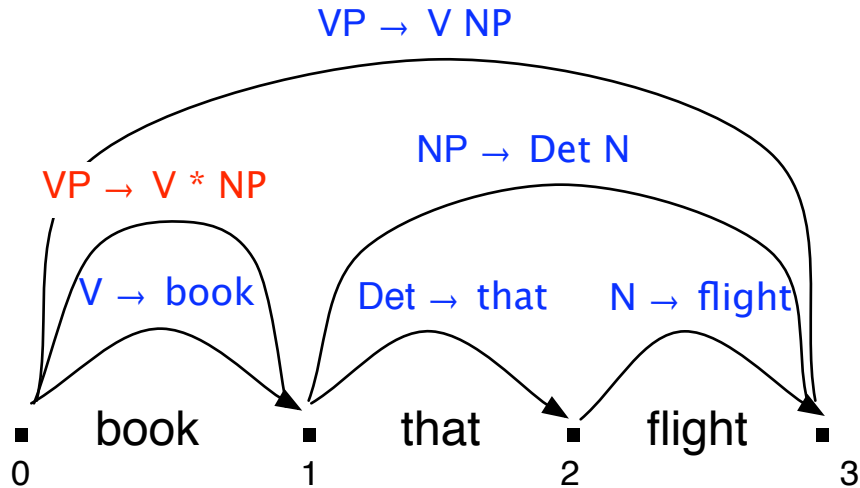 VP → V NP
NP → Det N
VP → V * NP
V → book
Det → that
N → flight
book that flight
0 1 2 3